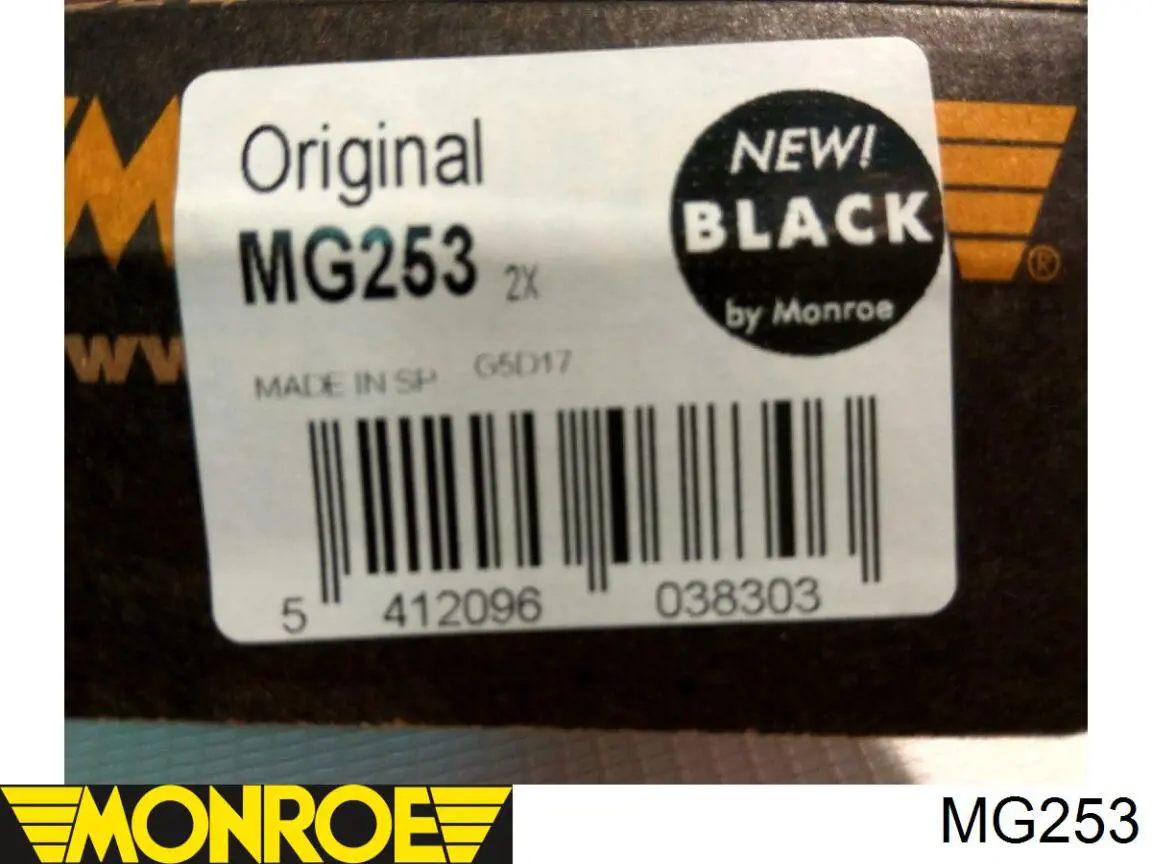 Original
MG253 2X
NEW!
BLACK
by Monroe
MADE IN SP G5D17
5 412096 038303
®
MONROE
MG253